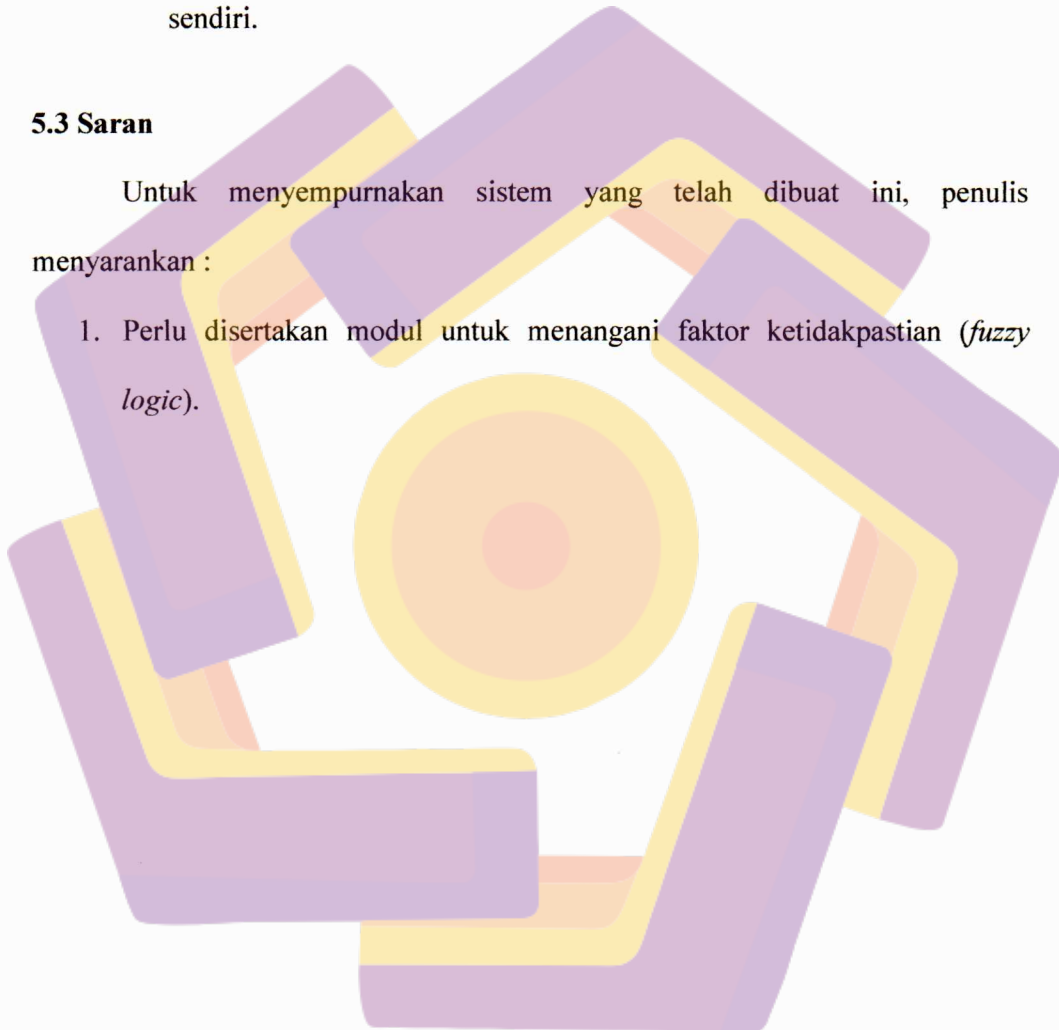 sendiri.
5.3 Saran
Untuk menyempurnakan sistem yang telah dibuat ini, penulis
menyarankan :
1. Perlu disertakan modul untuk menangani faktor ketidakpastian (fuzzy
logic).